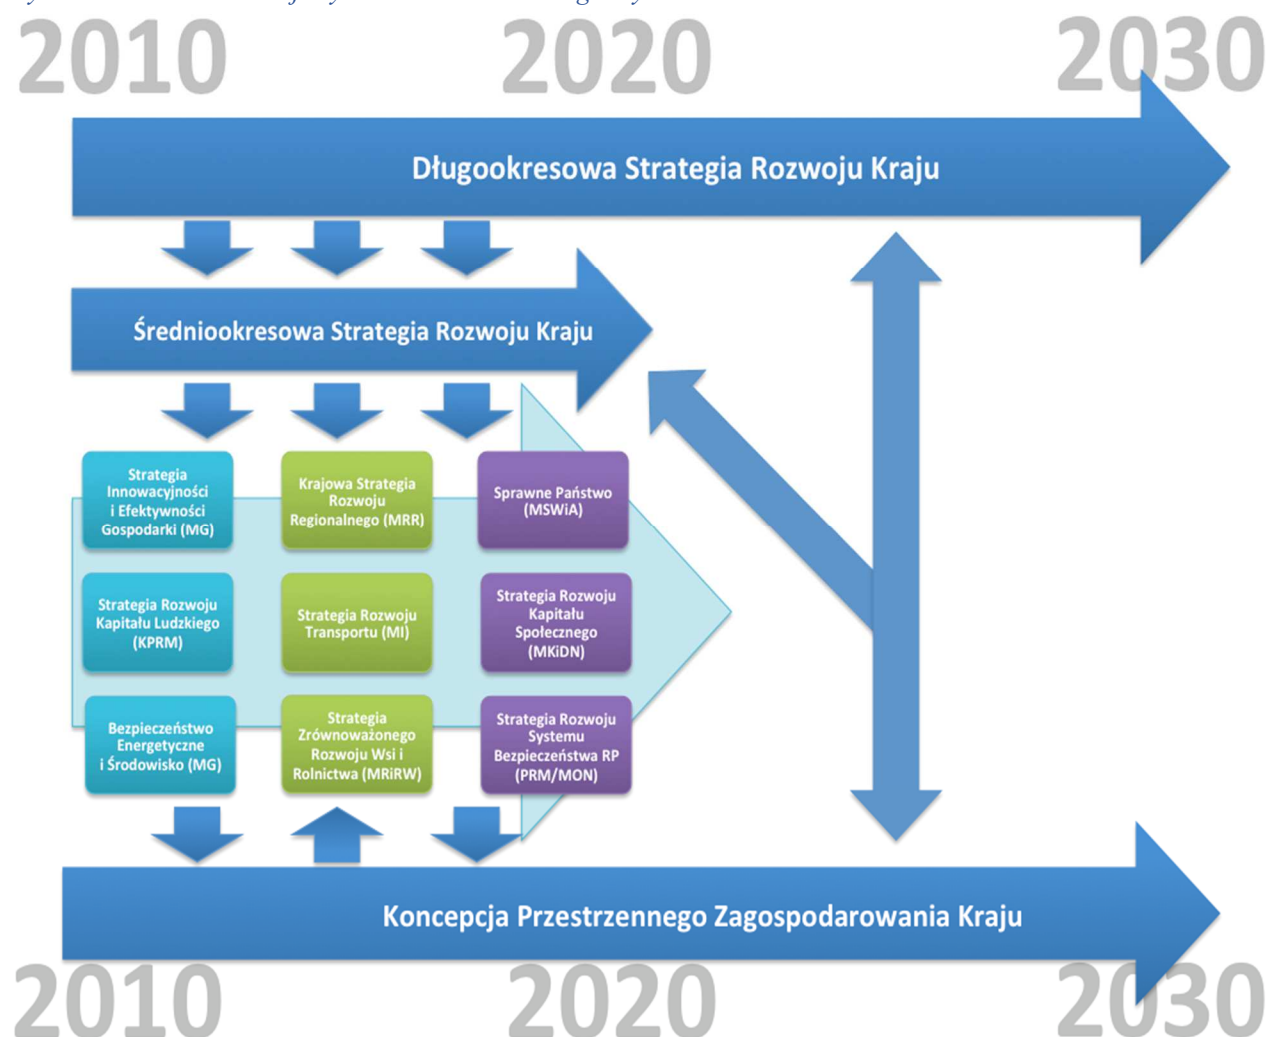 2010 2020 2030
Długookresowa Strategia Rozwoju Kraju
Średniookresowa Strategia Rozwoju Kraju
Strategia
Innowacyjności
i Efektywności
Gospodarki (MG)
Krajowa Strategia
Rozwoju
Regionalnego (MRR)
Sprawne Państwo
(MSWiA)
Strategia Rozwoju
Kapitału Ludzkiego
(KPRM)
Strategia Rozwoju
Transportu (MI)
Strategia Rozwoju
Kapitału
Społecznego
(MKiDN)
Bezpieczeństwo
Energetyczne
i Środowisko (MG)
Strategia
Zrównoważonego
Rozwoju Wsi i
Rolnictwa (MRiRW)
Strategia Rozwoju
Systemu
Bezpieczeństwa RP
(PRM/MON)
Koncepcja Przestrzennego Zagospodarowania Kraju
2010 2020 2030